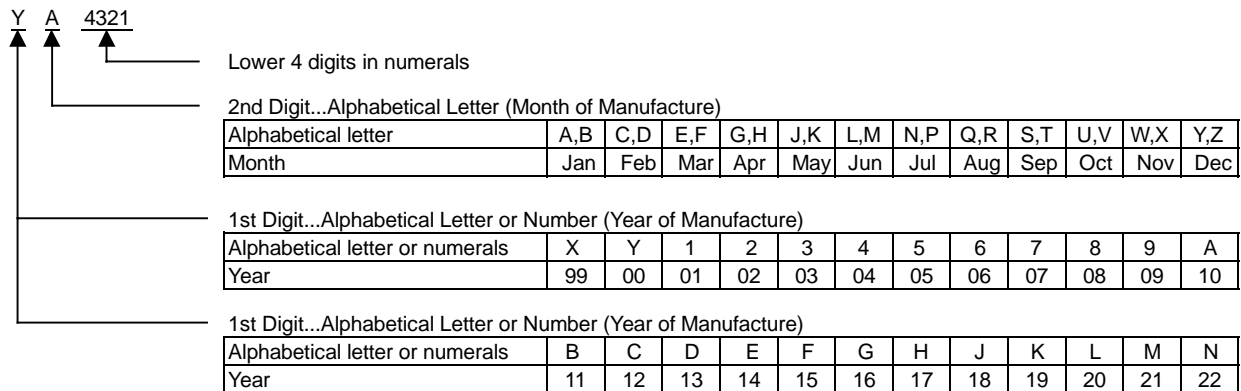 Y A 4321
Lower 4 digits in numerals
2nd Digit...Alphabetical Letter (Month of Manufacture)
Alphabetical letter A,B C,D E,F G,H J,K L,M N,P Q,R S,T U,V W,X Y,Z
Month Jan Feb Mar Apr May Jun Jul Aug Sep Oct Nov Dec
1st Digit...Alphabetical Letter or Number (Year of Manufacture)
Alphabetical letter or numerals X Y 1 2 3 4 5 6 7 8 9 A
Year 99 00 01 02 03 04 05 06 07 08 09 10
1st Digit...Alphabetical Letter or Number (Year of Manufacture)
Alphabetical letter or numerals B C D E F G H J K L M N
Year 11 12 13 14 15 16 17 18 19 20 21 22